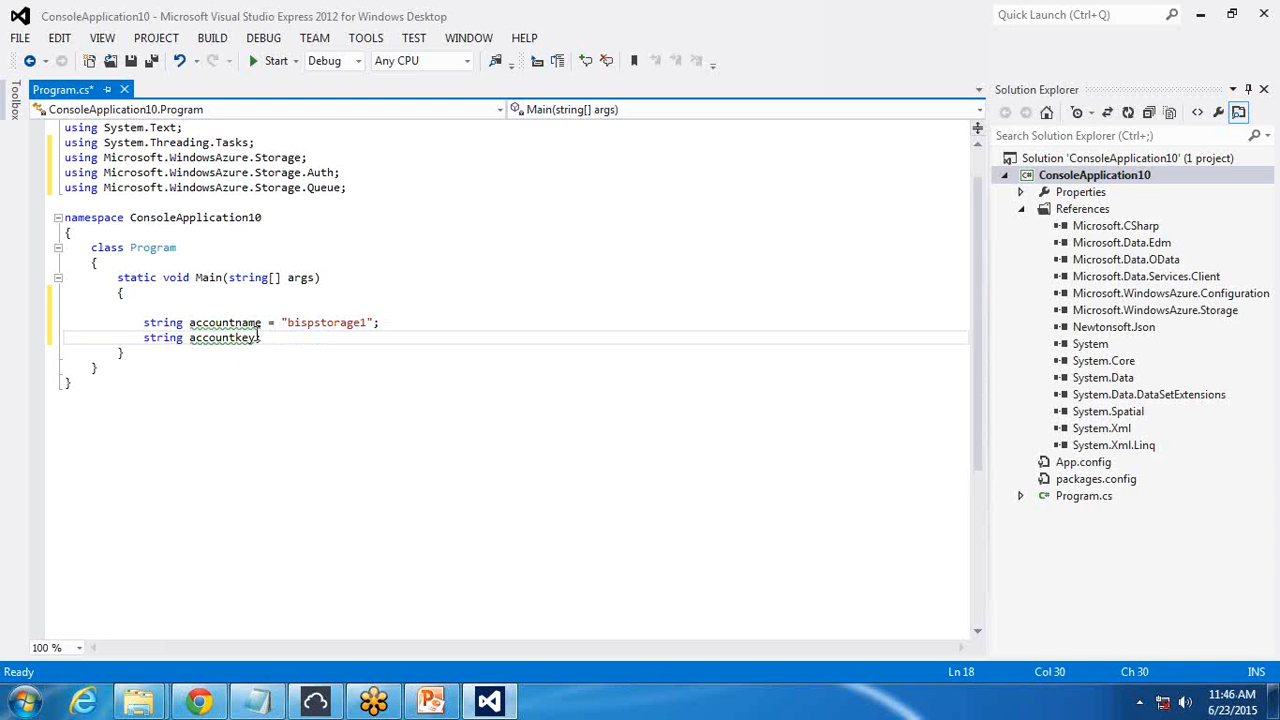 ConsoleApplication10 - Microsoft Visual Studio Express 2012 for Windows Desktop
Quick Launch (Ctrl+Q)
FILE EDIT VIEW PROJECT BUILD DEBUG TEAM TOOLS TEST WINDOW HELP
Start Debug Any CPU
Toolbox
Program.cs*
ConsoleApplication10.Program Main(string[] args)
using System.Text;
using System.Threading.Tasks;
using Microsoft.WindowsAzure.Storage;
using Microsoft.WindowsAzure.Storage.Auth;
using Microsoft.WindowsAzure.Storage.Queue;
namespace ConsoleApplication10
{
class Program
{
static void Main(string[] args)
{
string accountname = "bispstorage1";
string accountkey
}
}
}
100 %
Solution Explorer
Search Solution Explorer (Ctrl+;)
Solution 'ConsoleApplication10' (1 project)
ConsoleApplication10
Properties
References
Microsoft.CSharp
Microsoft.Data.Edm
Microsoft.Data.OData
Microsoft.Data.Services.Client
Microsoft.WindowsAzure.Configuration
Microsoft.WindowsAzure.Storage
Newtonsoft.Json
System
System.Core
System.Data
System.Data.DataSetExtensions
System.Spatial
System.Xml
System.Xml.Linq
App.config
packages.config
Program.cs
Ready Ln 18 Col 30 Ch 30 INS
11:46 AM
6/23/2015